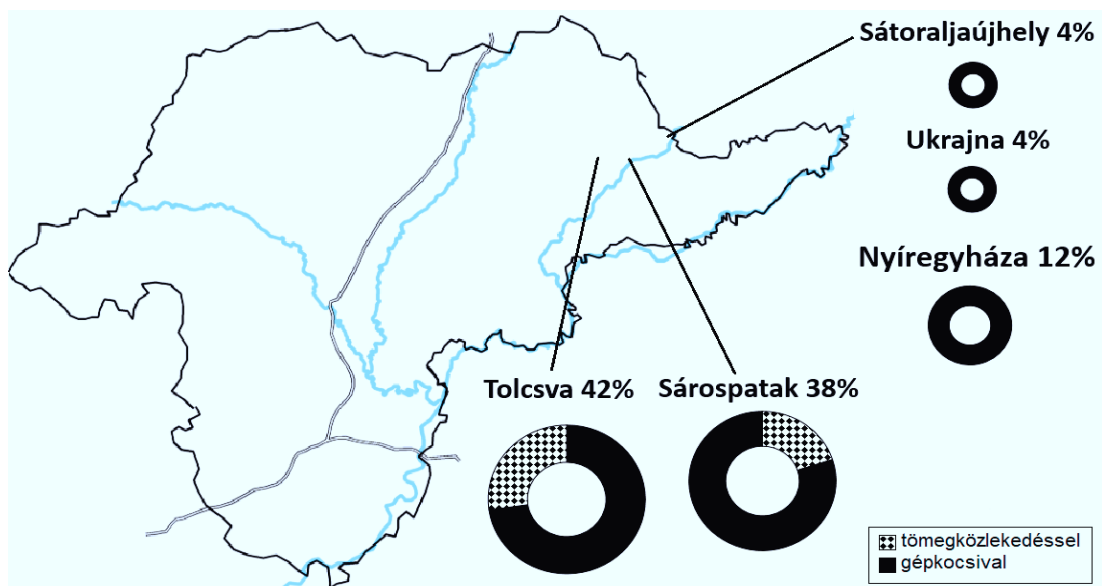 Sátoraljaújhely 4%
Ukrajna 4%
Nyíregyháza 12%
Tolcsva 42%
Sárospatak 38%
tömegközlekedéssel
gépkocsival